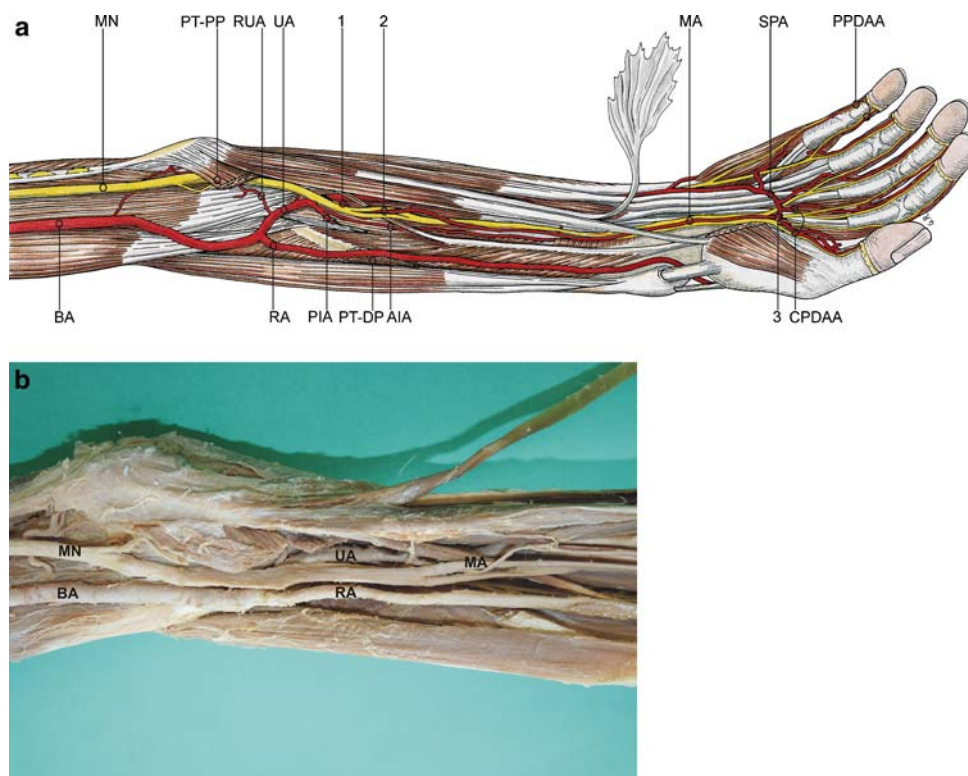 a
MN PT-PP RUA UA 1 2 MA SPA PPDAA
BA RA PIA PT-DP AIA 3 CPDAA
b
MN UA MA
BA RA